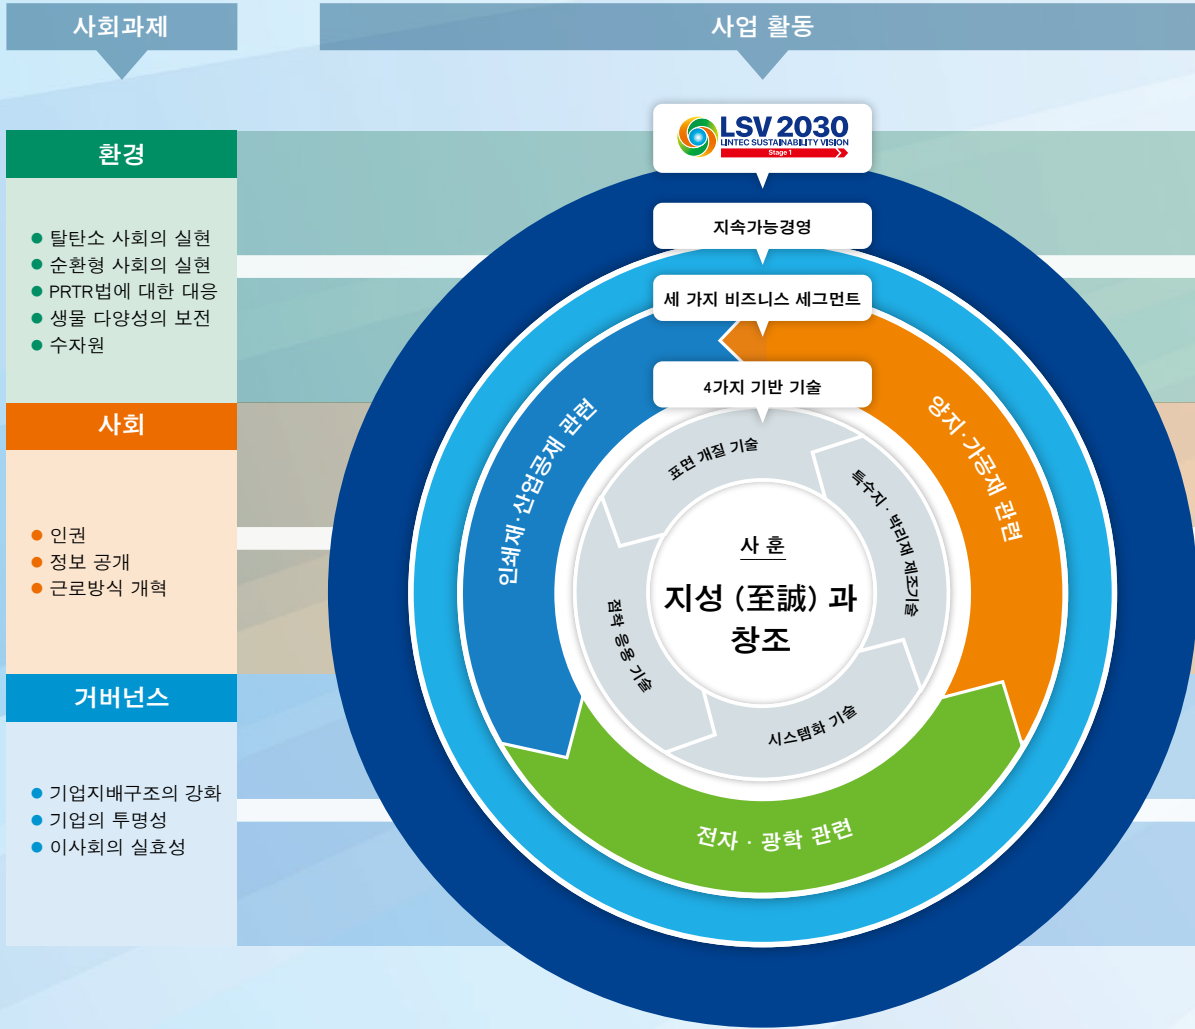 사회과제
사업 활동
환경
● 탈탄소 사회의 실현
● 순환형 사회의 실현
● PRTR법에 대한 대응
● 생물 다양성의 보전
● 수자원
사회
● 인권
● 정보 공개
● 근로방식 개혁
거버넌스
● 기업지배구조의 강화
● 기업의 투명성
● 이사회의 실효성
LSV 2030
LINTEC SUSTAINABILITY VISION
Stage 1
지속가능경영
세 가지 비즈니스 세그먼트
4가지 기반 기술
인쇄재·산업공재 관련
양지·가공재 관련
전자 · 광학 관련
표면 개질 기술
특수지 · 박리재 제조기술
시스템화 기술
점착 응용 기술
사 훈
지성 (至誠) 과
창조